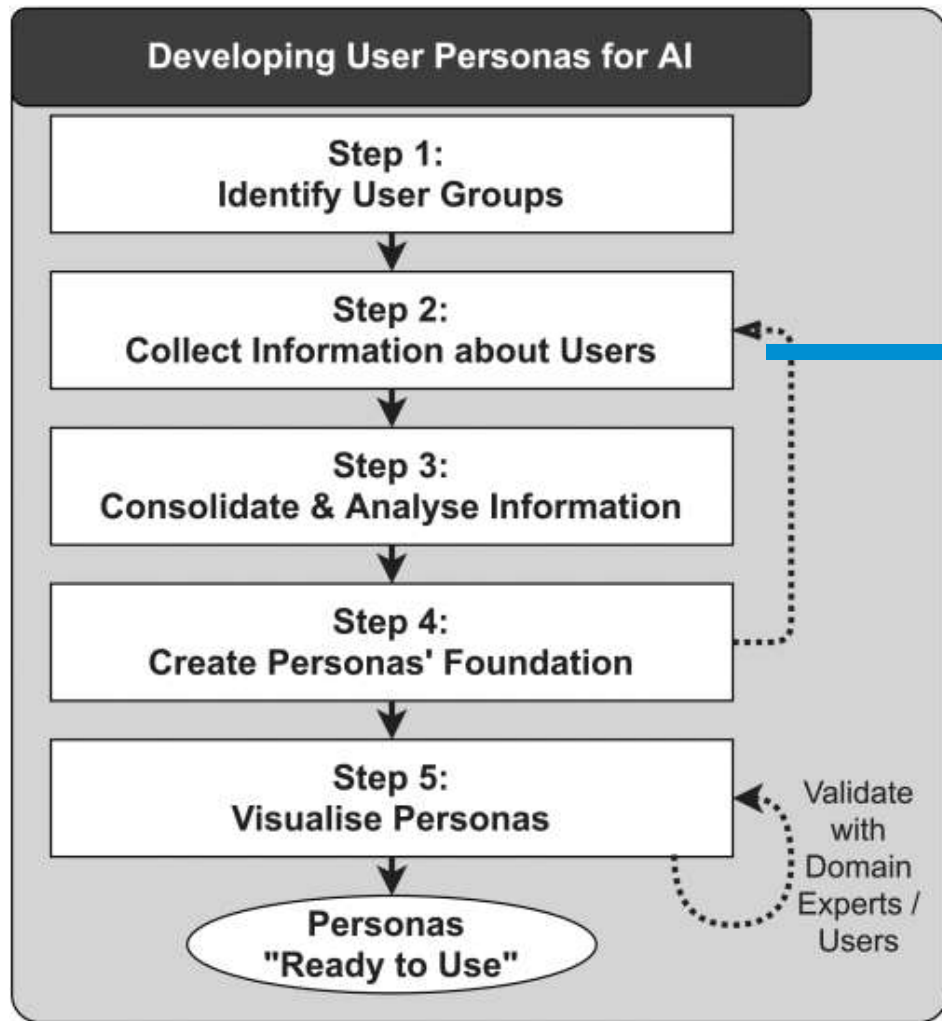 Developing User Personas for AI
Step 1:
Identify User Groups
Step 2:
Collect Information about Users
Step 3:
Consolidate & Analyse Information
Step 4:
Create Personas' Foundation
Step 5:
Visualise Personas
Validate
with
Domain
Experts /
Users
Personas
"Ready to Use"